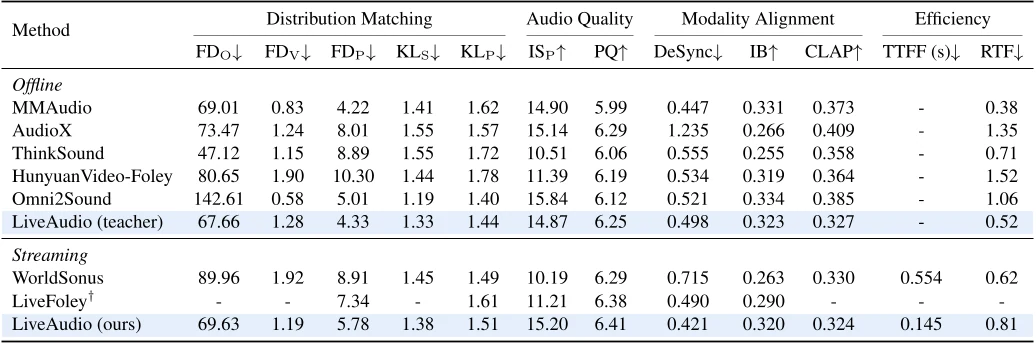 Method Distribution Matching Audio Quality Modality Alignment Efficiency
FD_O↓ FD_V↓ FD_P↓ KL_S↓ KL_P↓ IS_P↑ PQ↑ DeSync↓ IB↑ CLAP↑ TTFF (s)↓ RTF↓
Offline
MMAudio 69.01 0.83 4.22 1.41 1.62 14.90 5.99 0.447 0.331 0.373 - 0.38
AudioX 73.47 1.24 8.01 1.55 1.57 15.14 6.29 1.235 0.266 0.409 - 1.35
ThinkSound 47.12 1.15 8.89 1.55 1.72 10.51 6.06 0.555 0.255 0.358 - 0.71
HunyuanVideo-Foley 80.65 1.90 10.30 1.44 1.78 11.39 6.19 0.534 0.319 0.364 - 1.52
Omni2Sound 142.61 0.58 5.01 1.19 1.40 15.84 6.12 0.521 0.334 0.385 - 1.06
LiveAudio (teacher) 67.66 1.28 4.33 1.33 1.44 14.87 6.25 0.498 0.323 0.327 - 0.52
Streaming
WorldSonus 89.96 1.92 8.91 1.45 1.49 10.19 6.29 0.715 0.263 0.330 0.554 0.62
LiveFoley† - - 7.34 - 1.61 11.21 6.38 0.490 0.290 - - -
LiveAudio (ours) 69.63 1.19 5.78 1.38 1.51 15.20 6.41 0.421 0.320 0.324 0.145 0.81